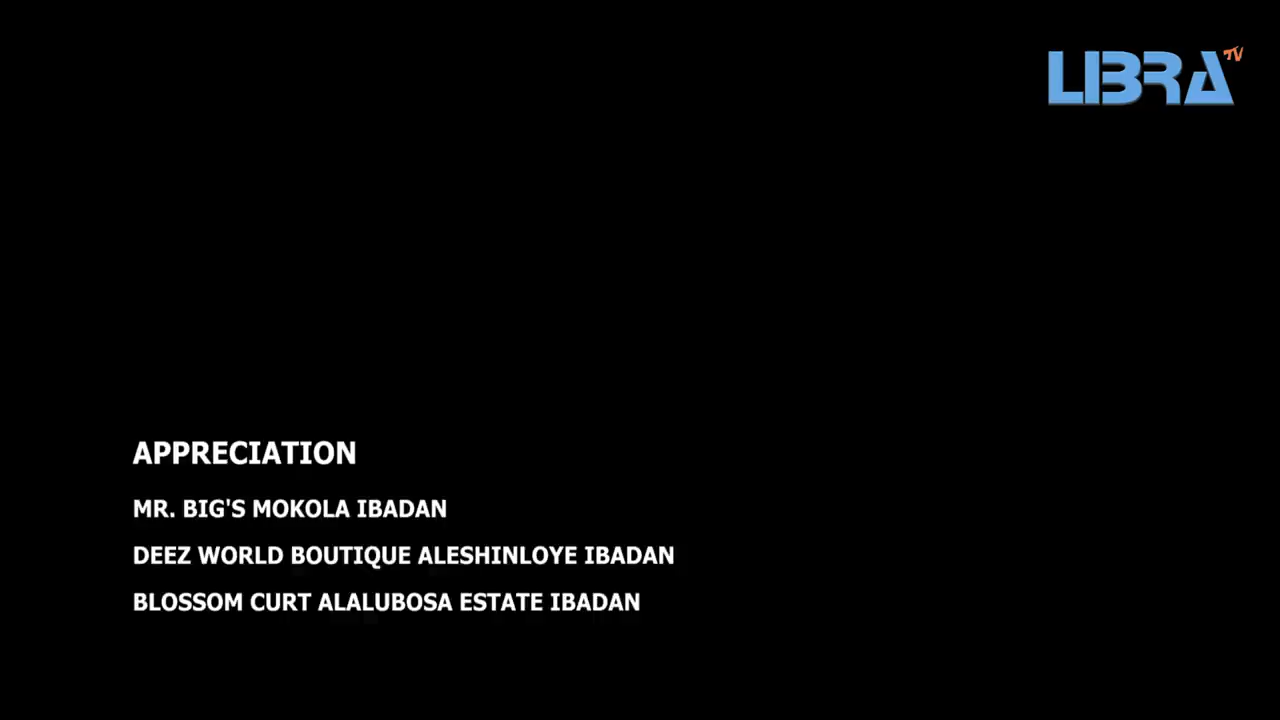 LIBRA TV
APPRECIATION
MR. BIG'S MOKOLA IBADAN
DEEZ WORLD BOUTIQUE ALESHINLOYE IBADAN
BLOSSOM CURT ALALUBOSA ESTATE IBADAN